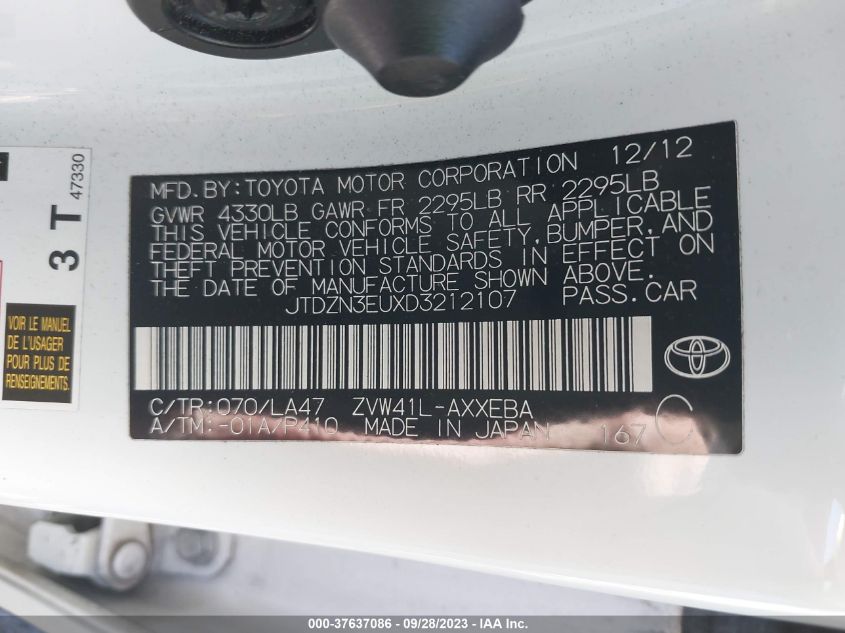 MFD. BY: TOYOTA MOTOR CORPORATION 12/12
GVWR 4330LB GAWR FR 2295LB RR 2295LB
THIS VEHICLE CONFORMS TO ALL APPLICABLE
FEDERAL MOTOR VEHICLE SAFETY, BUMPER, AND
THEFT PREVENTION STANDARDS IN EFFECT ON
THE DATE OF MANUFACTURE SHOWN ABOVE.
JTDZN3EUXD3212107 PASS. CAR
C/TR: 070/LA47 ZVW41L-AXXEBA
A/TM: -01A/P410 MADE IN JAPAN 167 C
3 T 47330
VOIR LE MANUEL
DE L'USAGER
POUR PLUS DE
RENSEIGNEMENTS.
000-37637086 - 09/28/2023 - IAA Inc.